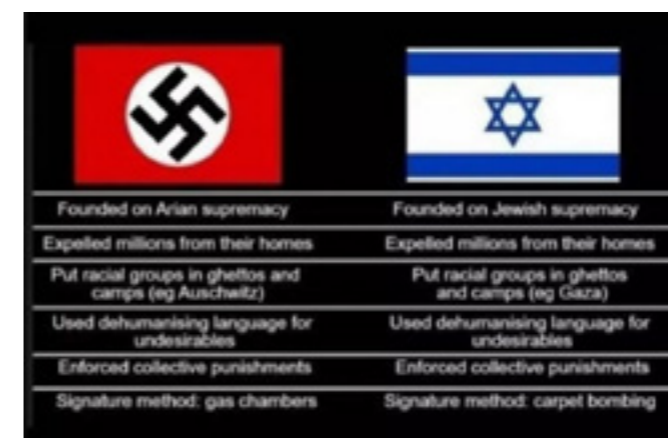 Founded on Arian supremacy
Founded on Jewish supremacy
Expelled millions from their homes
Expelled millions from their homes
Put racial groups in ghettos and
camps (eg Auschwitz)
Put racial groups in ghettos
and camps (eg Gaza)
Used dehumanising language for
undesirables
Used dehumanising language for
undesirables
Enforced collective punishments
Enforced collective punishments
Signature method: gas chambers
Signature method: carpet bombing